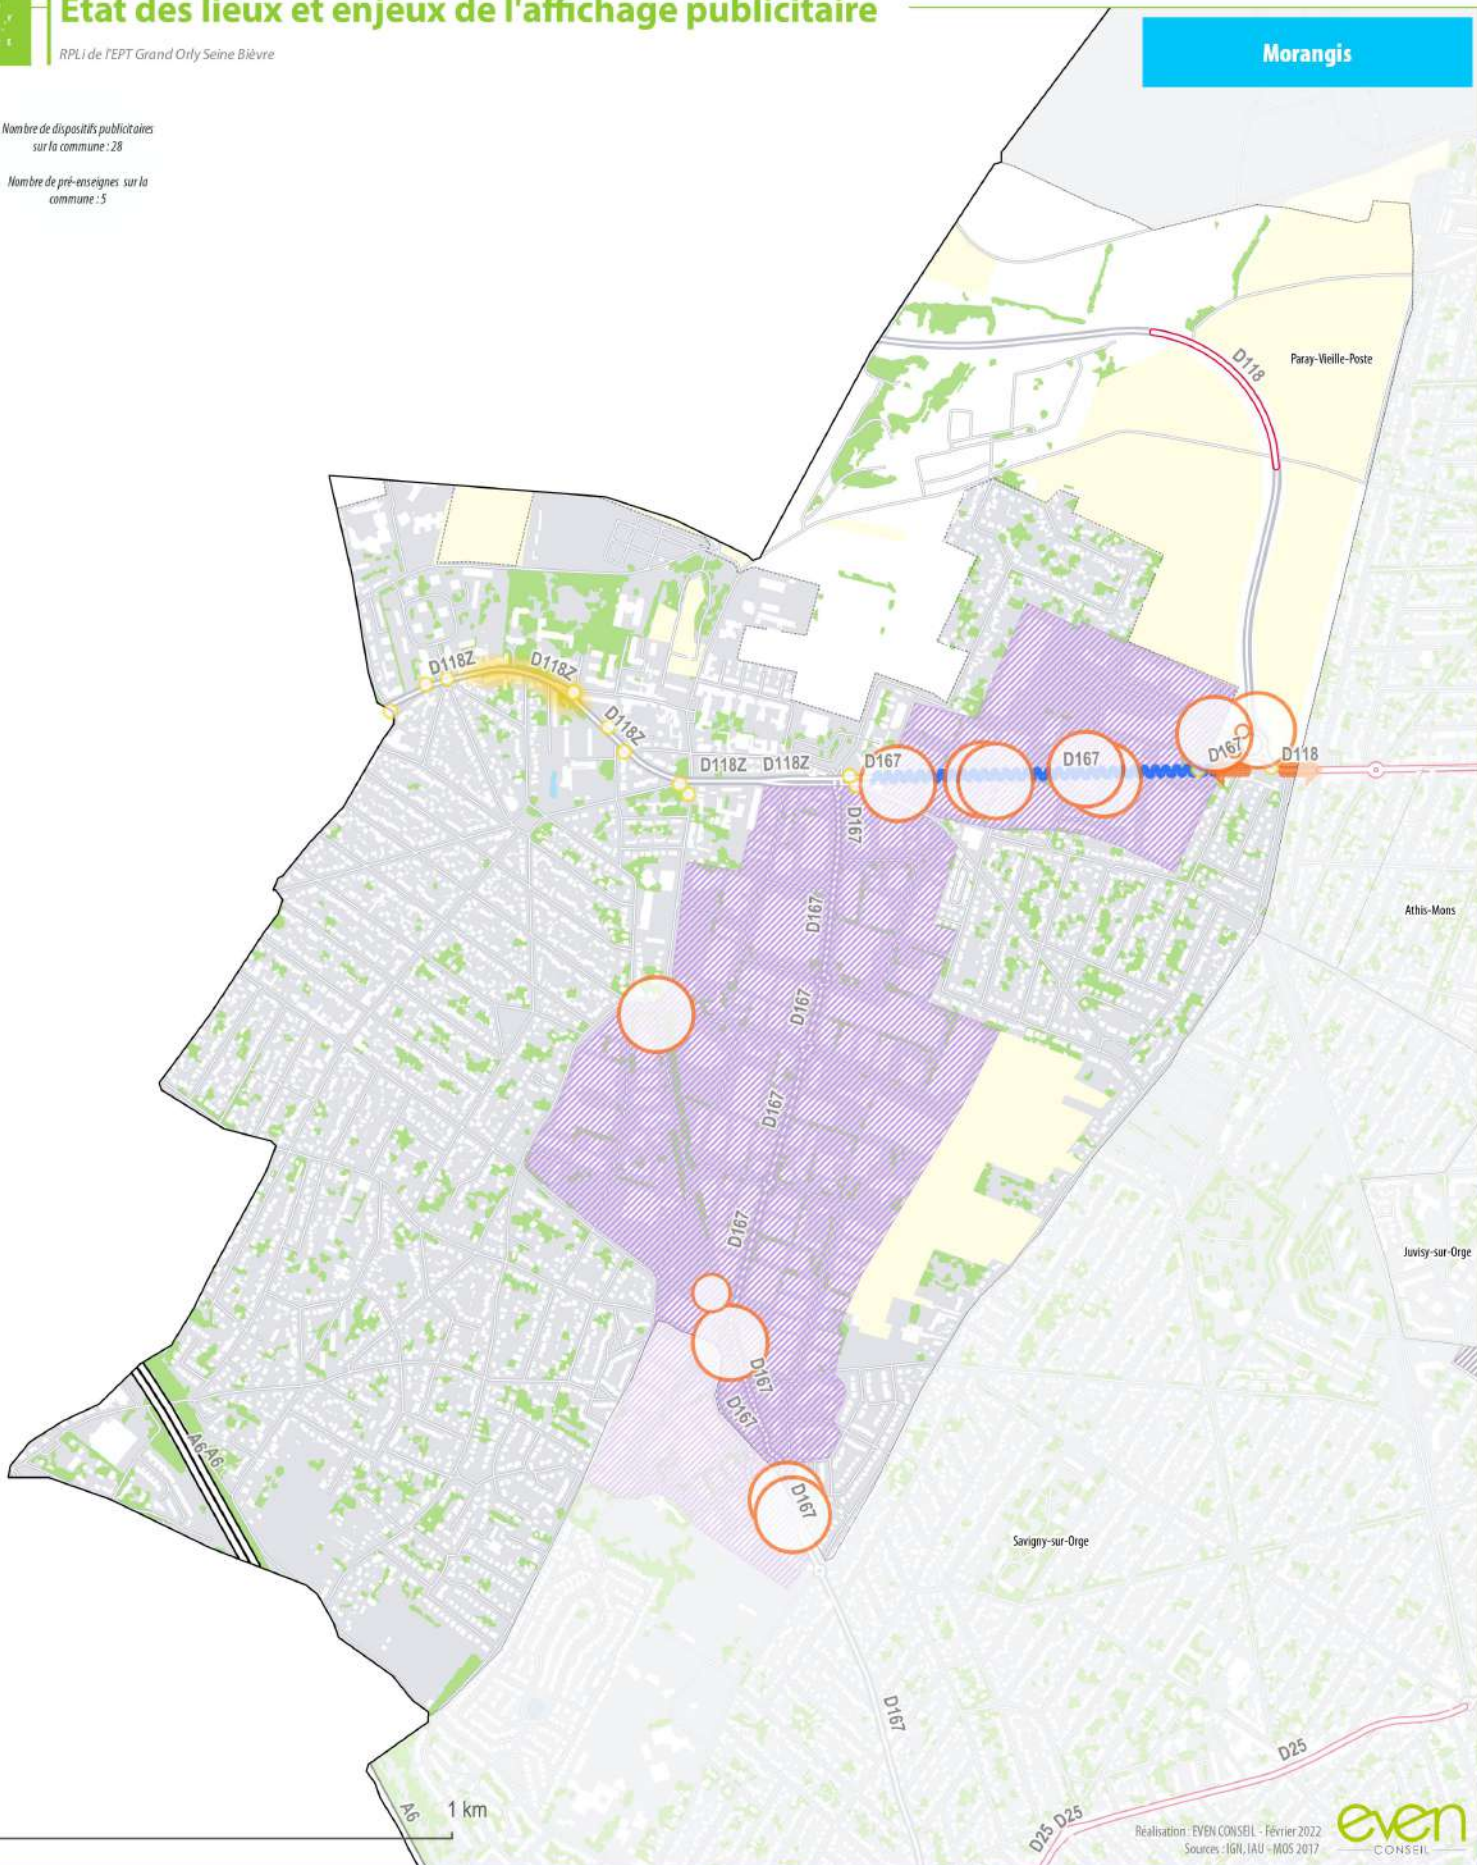 Etat des lieux et enjeux de l'affichage publicitaire
RPLi de l'EPT Grand Orly Seine Bièvre
Morangis
Nombre de dispositifs publicitaires
sur la commune : 28
Nombre de pré-enseignes sur la
commune : 5
D118
Paray-Vieille-Poste
D118Z
D118Z
D118Z
D118Z
D118Z
D167
D167
D167
D118
D167
D167
Athis-Mons
D167
D167
D167
Juvisy-sur-Orge
D167
D167
A6
A6
D167
Savigny-sur-Orge
D167
D25
A6
1 km
D25
D25
Réalisation : EVEN CONSEIL - Février 2022
Sources : IGN, IAU - MOS 2017
even
CONSEIL